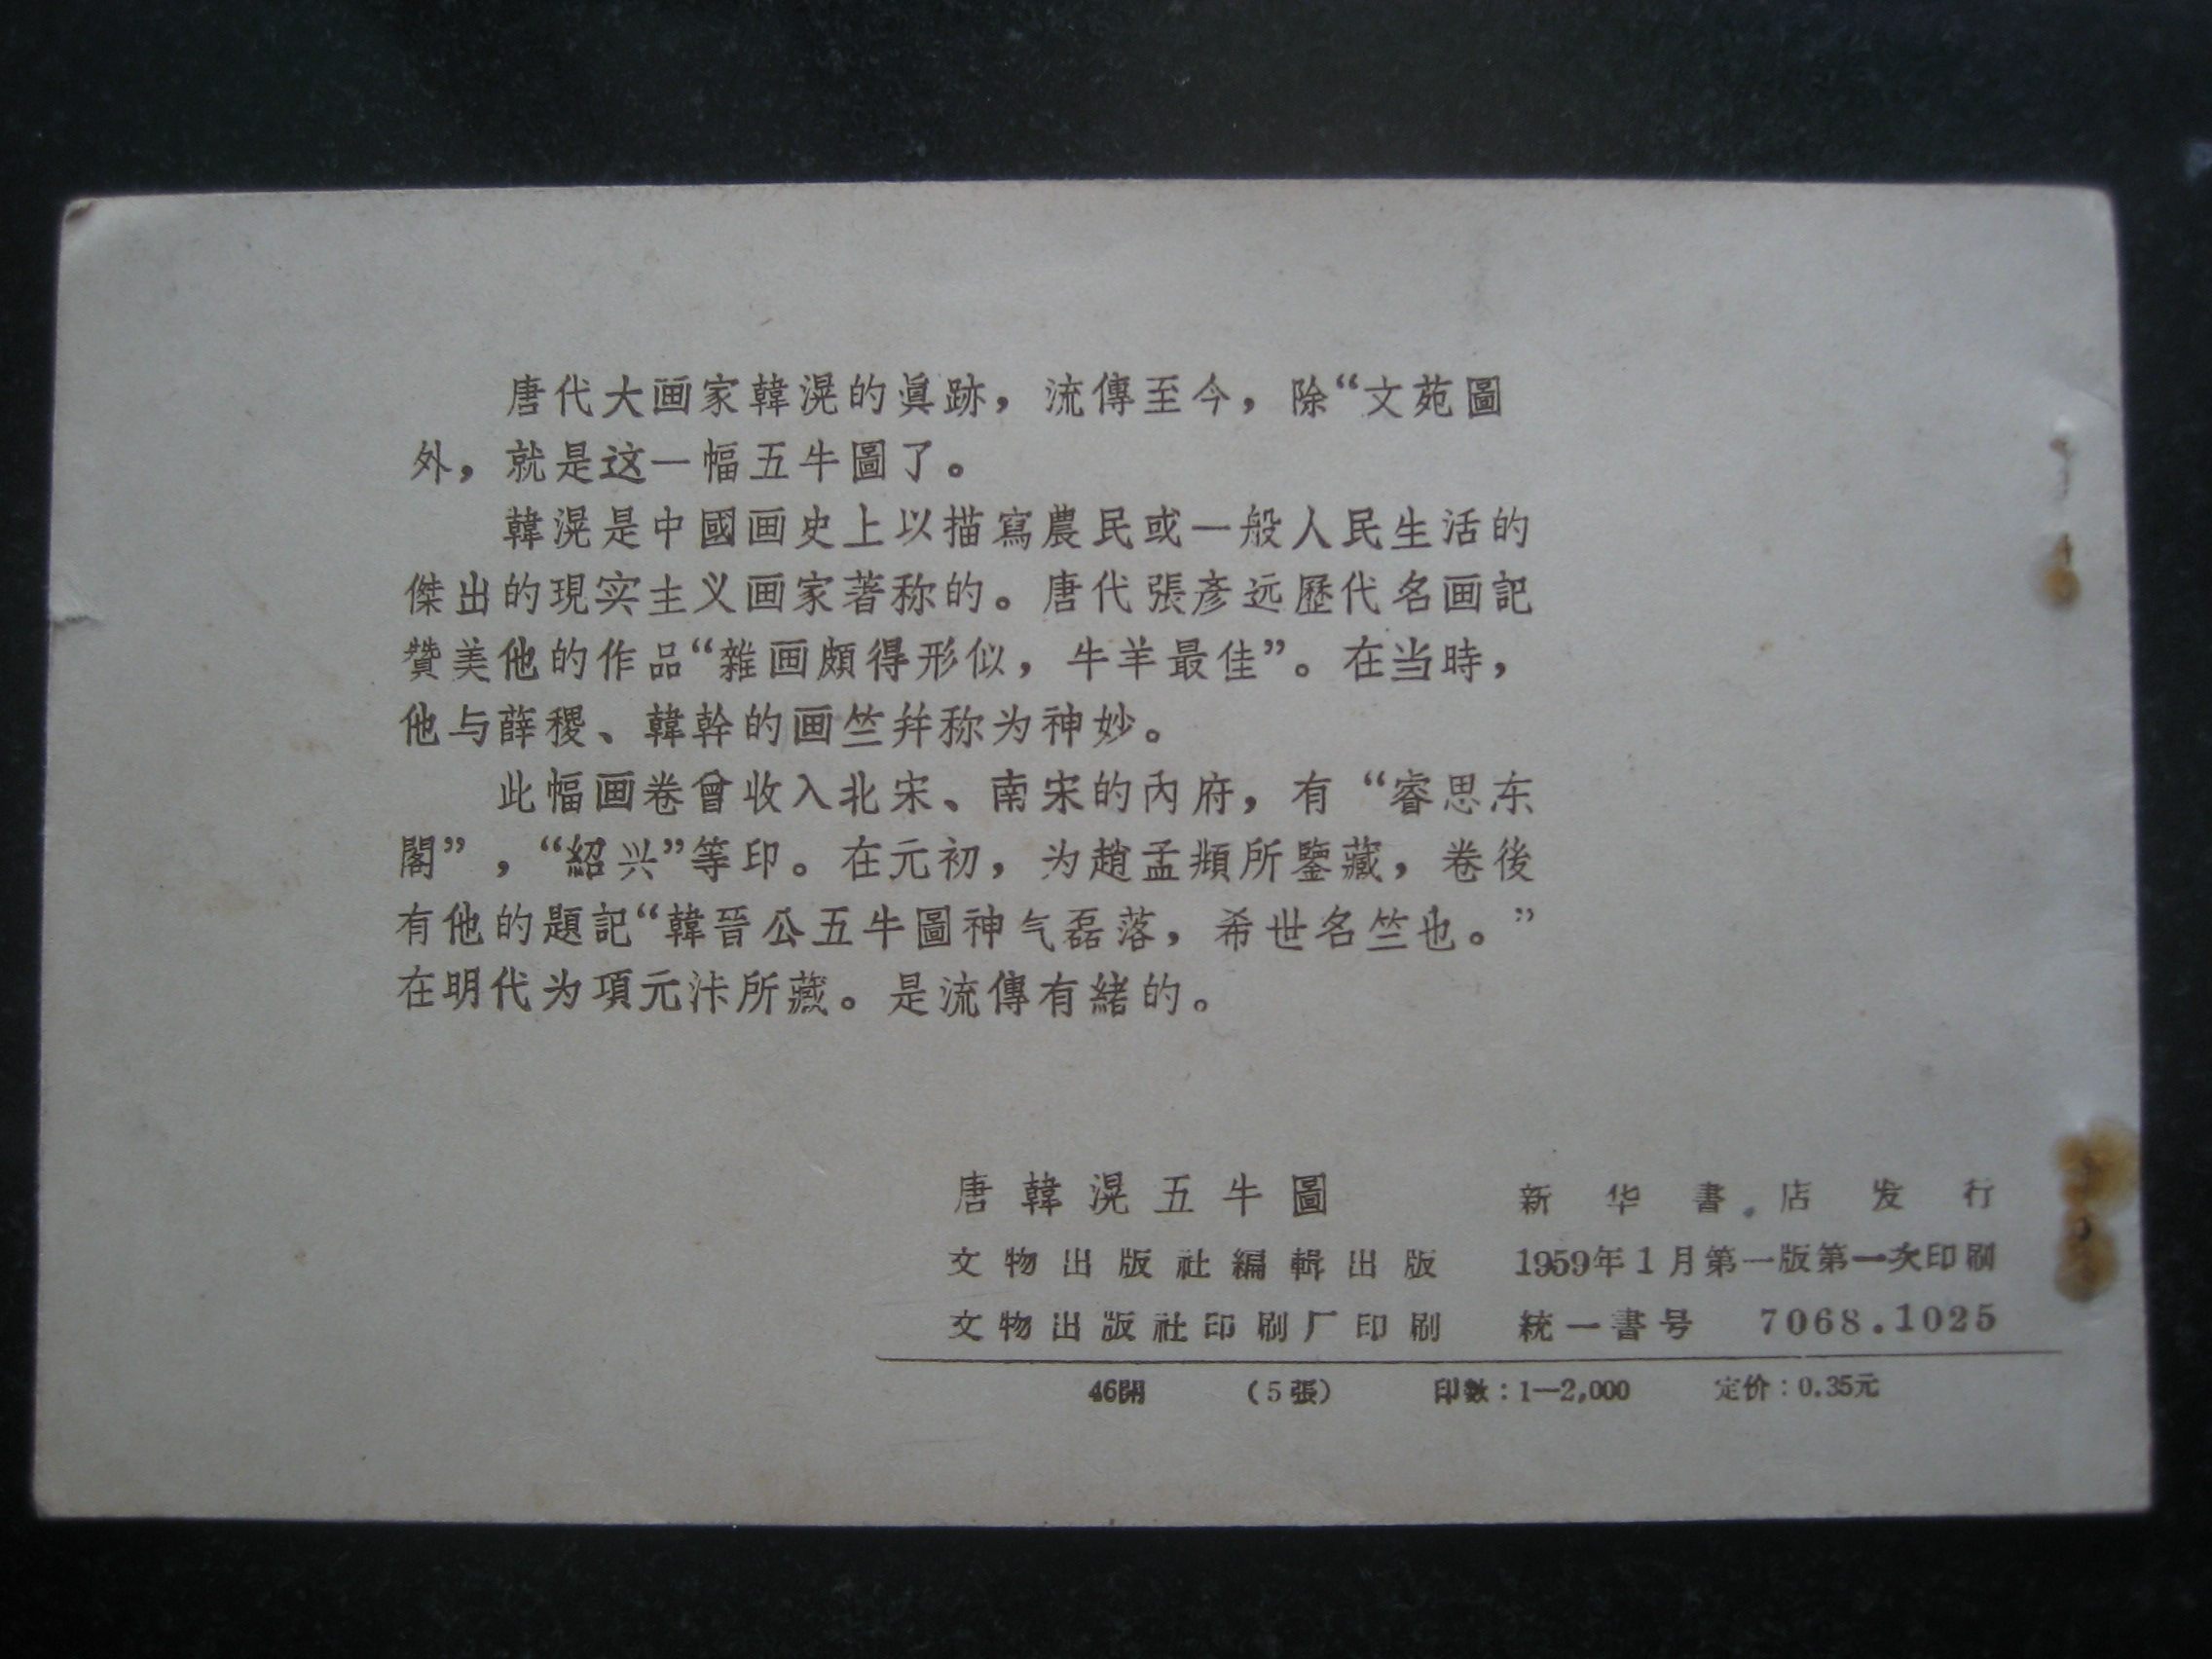 唐代大画家韓滉的眞跡，流傳至今，除“文苑圖
外，就是这一幅五牛圖了。
韓滉是中國画史上以描寫農民或一般人民生活的
傑出的現实主义画家著称的。唐代張彥远歷代名画記
贊美他的作品“雜画頗得形似，牛羊最佳”。在当時，
他与薛稷、韓幹的画竺幷称为神妙。
此幅画卷曾收入北宋、南宋的內府，有“睿思东
閣”，“紹兴”等印。在元初，为趙孟頫所鑒藏，卷後
有他的題記“韓晉公五牛圖神气磊落，希世名竺也。”
在明代为項元汴所藏。是流傳有緒的。
唐韓滉五牛圖
文物出版社編輯出版
文物出版社印刷厂印刷
新华書店发行
1959年1月第一版第一次印刷
統一書号 7068.1025
46開 （5張） 印数：1—2,000 定价：0.35元